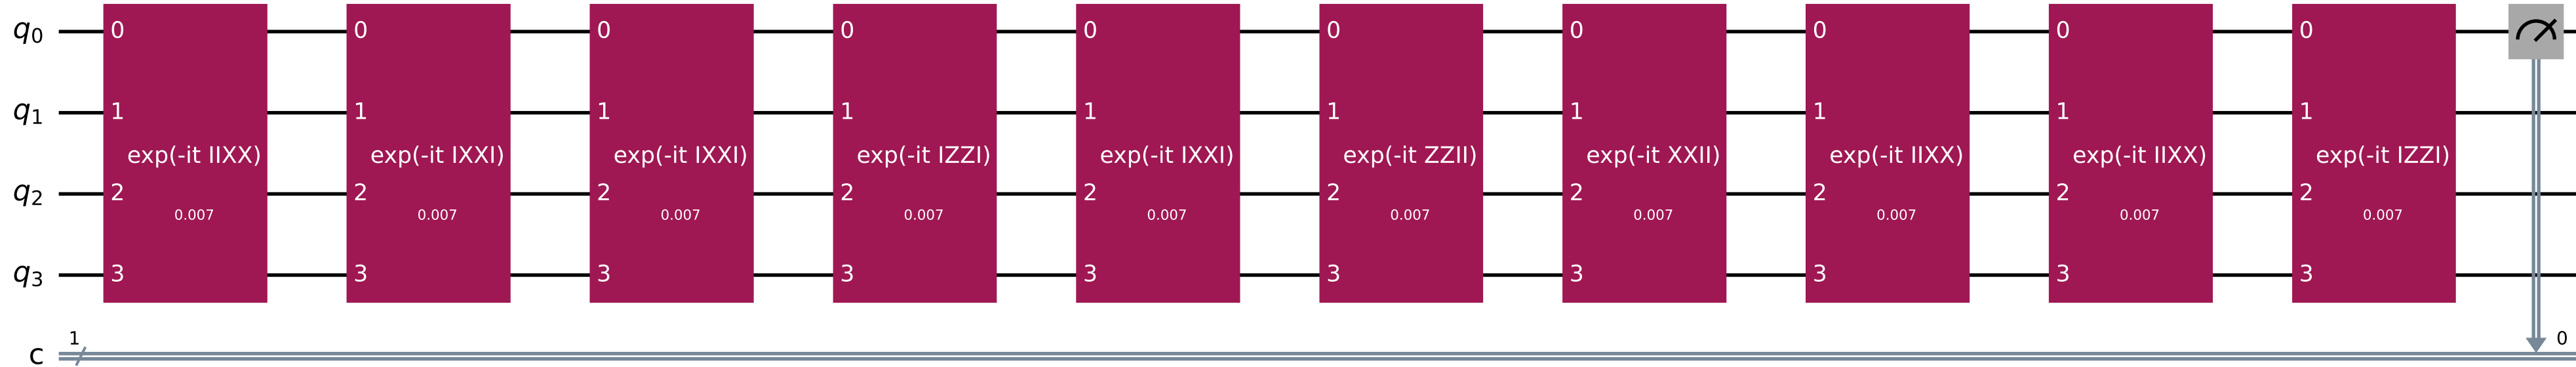 q0 0 0 0 0 0 0 0 0 0 0
q1 1 1 1 1 1 1 1 1 1 1
exp(-it IIXX) exp(-it IXXI) exp(-it IXXI) exp(-it IZZI) exp(-it IXXI) exp(-it ZZII) exp(-it XXII) exp(-it IIXX) exp(-it IIXX) exp(-it IZZI)
q2 2 2 2 2 2 2 2 2 2 2
0.007 0.007 0.007 0.007 0.007 0.007 0.007 0.007 0.007 0.007
q3 3 3 3 3 3 3 3 3 3 3
1 0
c